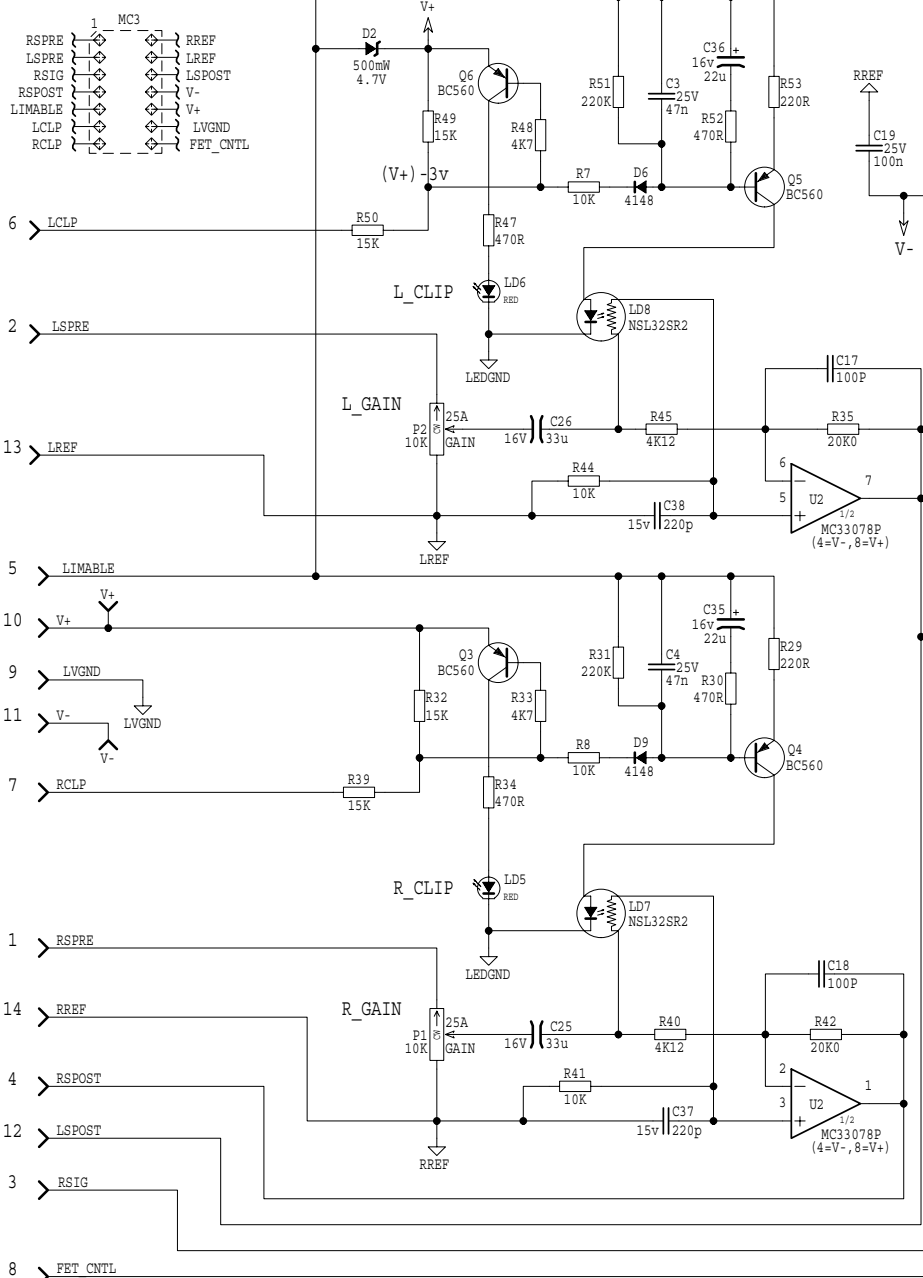 1 MC3
RSPRE RREF
LSPRE LREF
RSIG LSPOST
RSPOST V-
LIMABLE V+
LCLP LVGND
RCLP FET_CNTL
V+
D2
500mW
4.7V
Q6
BC560
R49
15K
R48
4K7
(V+)-3v
R51
220K
C3
25V
47n
C36 +
16v
22u
R52
470R
R53
220R
RREF
C19
25V
100n
V-
R7
10K
D6
4148
Q5
BC560
6 LCLP
R50
15K
R47
470R
L_CLIP
LD6
RED
LEDGND
LD8
NSL32SR2
2 LSPRE
L_GAIN
P2
10K
25A
GAIN
CW
16V
C26
33u
R45
4K12
C17
100P
R35
20K0
13 LREF
R44
10K
15v
C38
220p
6
5
7
U2
1/2
MC33078P
(4=V-,8=V+)
LREF
5 LIMABLE
V+
10 V+
9 LVGND
LVGND
11 V-
V-
Q3
BC560
R32
15K
R33
4K7
R31
220K
C4
25V
47n
C35 +
16v
22u
R30
470R
R29
220R
R8
10K
D9
4148
Q4
BC560
7 RCLP
R39
15K
R34
470R
R_CLIP
LD5
RED
LEDGND
LD7
NSL32SR2
1 RSPRE
R_GAIN
P1
10K
25A
GAIN
CW
16V
C25
33u
R40
4K12
C18
100P
R42
20K0
14 RREF
R41
10K
15v
C37
220p
2
3
1
U2
1/2
MC33078P
(4=V-,8=V+)
RREF
4 RSPOST
12 LSPOST
3 RSIG
8 FET_CNTL